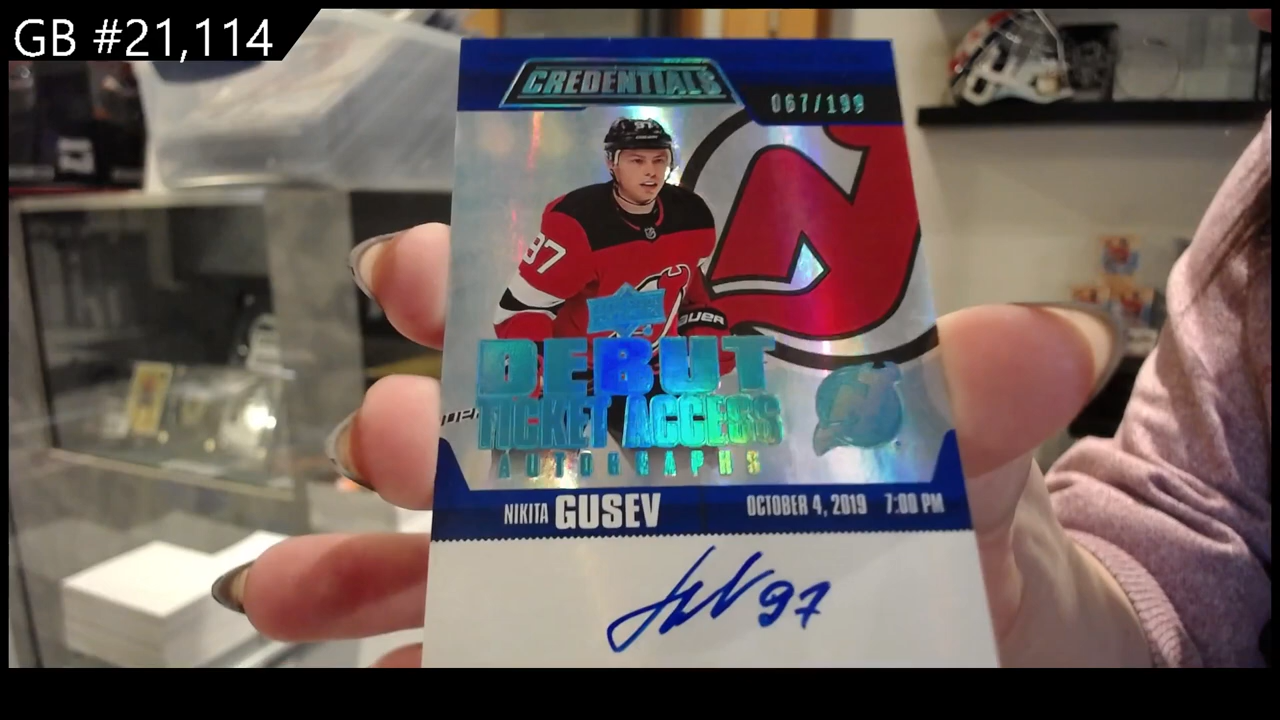 GB #21,114
CREDENTIALS
067/199
97
97
BAUER
DEBUT
TICKET ACCESS
AUTOGRAPHS
NIKITA GUSEV
OCTOBER 4, 2019 7:00 PM
97